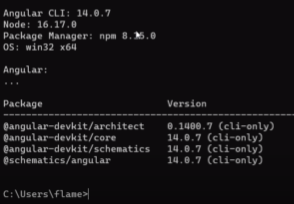 Angular CLI: 14.0.7
Node: 16.17.0
Package Manager: npm 8.15.0
OS: win32 x64
Angular:
...
Package Version
------------------------------------------------------
@angular-devkit/architect 0.1400.7 (cli-only)
@angular-devkit/core 14.0.7 (cli-only)
@angular-devkit/schematics 14.0.7 (cli-only)
@schematics/angular 14.0.7 (cli-only)
C:\Users\flame>